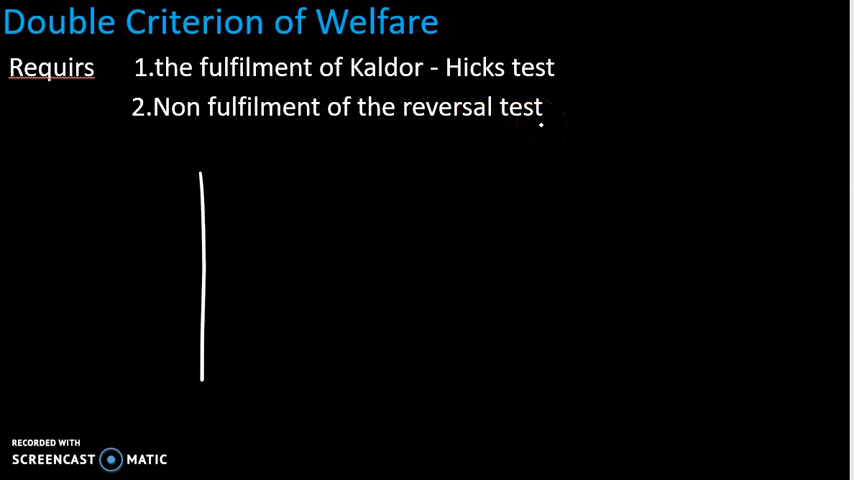 Double Criterion of Welfare
Requirs 1.the fulfilment of Kaldor - Hicks test
2.Non fulfilment of the reversal test
RECORDED WITH
SCREENCAST MATIC